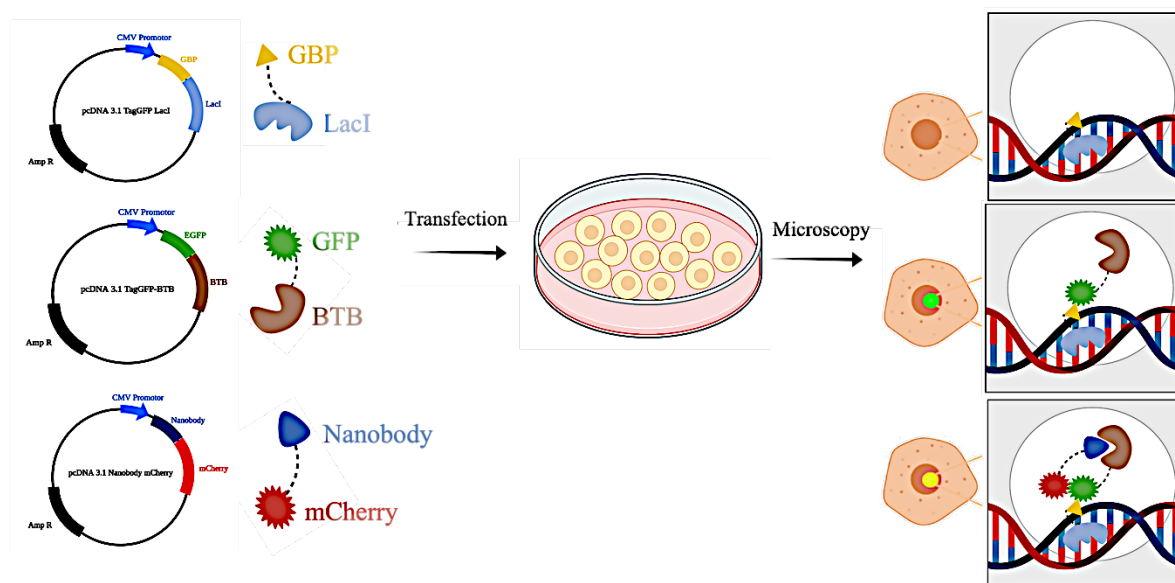 CMV Promotor
GBP
pcDNA 3.1 TagGFP LacI
LacI
Amp R
GBP
LacI
CMV Promotor
EGFP
pcDNA 3.1 TagGFP-BTB
BTB
Amp R
GFP
BTB
Transfection
Microscopy
CMV Promotor
Nanobody
pcDNA 3.1 Nanobody mCherry
mCherry
Amp R
Nanobody
mCherry